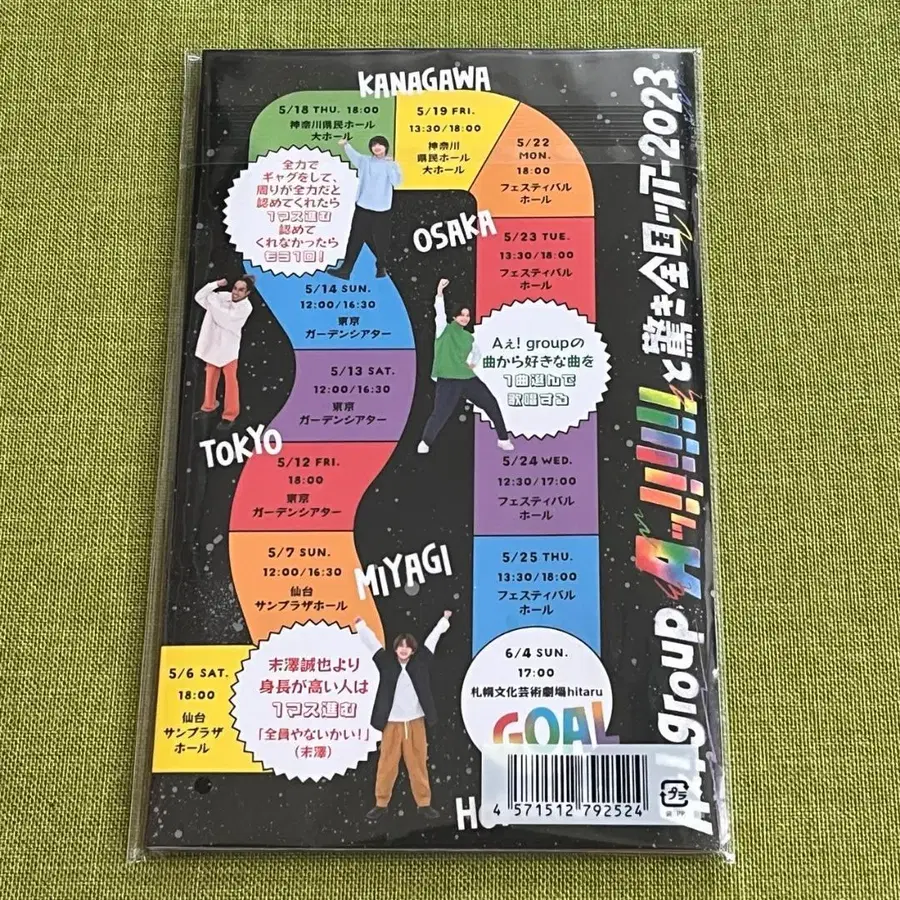 KANAGAWA
5/18 THU. 18:00
神奈川県民ホール
大ホール
5/19 FRI.
13:30/18:00
神奈川
県民ホール
大ホール
5/22
MON.
18:00
フェスティバル
ホール
全力で
ギャグをして、
周りが全力だと
認めてくれたら
1マス進む
認めて
くれなかったら
もう1回!
OSAKA
5/23 TUE.
13:30/18:00
フェスティバル
ホール
5/14 SUN.
12:00/16:30
東京
ガーデンシアター
Aぇ! groupの
曲から好きな曲を
1曲選んで
歌唱する
5/13 SAT.
12:00/16:30
東京
ガーデンシアター
TOKYO
5/12 FRI.
18:00
東京
ガーデンシアター
5/24 WED.
12:30/17:00
フェスティバル
ホール
5/7 SUN.
12:00/16:30
仙台
サンプラザホール
MIYAGI
5/25 THU.
13:30/18:00
フェスティバル
ホール
5/6 SAT.
18:00
仙台
サンプラザ
ホール
末澤誠也より
身長が高い人は
1マス進む
「全員やないかい!」
(末澤)
6/4 SUN.
17:00
札幌文化芸術劇場hitaru
GOAL
4 571512 792524
プラ
袋:PP
group
と驚き全国ツアー2023